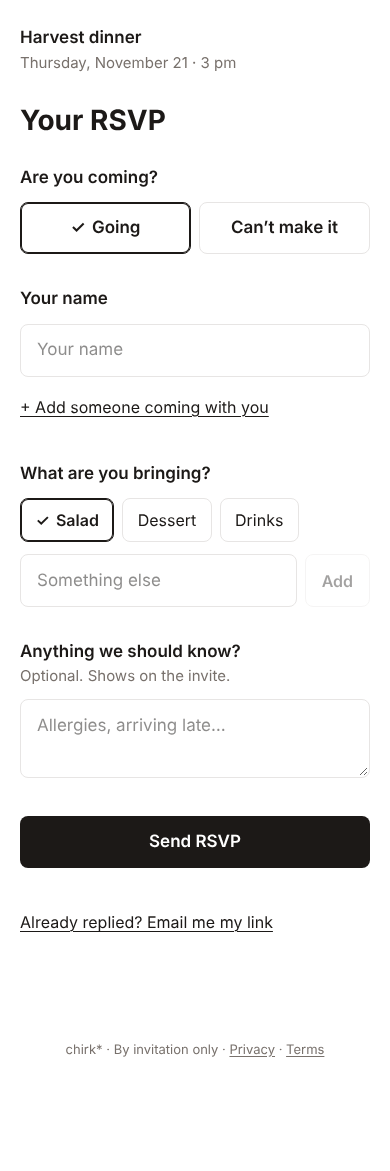 Harvest dinner
Thursday, November 21 · 3 pm
Your RSVP
Are you coming?
✓ Going
Can’t make it
Your name
Your name
+ Add someone coming with you
What are you bringing?
✓ Salad
Dessert
Drinks
Something else
Add
Anything we should know?
Optional. Shows on the invite.
Allergies, arriving late…
Send RSVP
Already replied? Email me my link
chirk* · By invitation only · Privacy · Terms